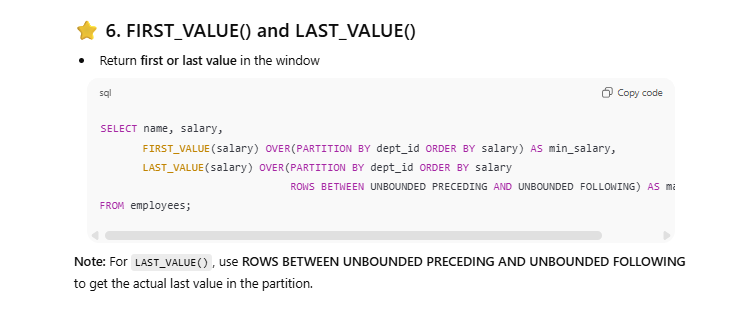 ⭐ 6. FIRST_VALUE() and LAST_VALUE()
• Return first or last value in the window
sql
Copy code
SELECT name, salary,
FIRST_VALUE(salary) OVER(PARTITION BY dept_id ORDER BY salary) AS min_salary,
LAST_VALUE(salary) OVER(PARTITION BY dept_id ORDER BY salary
ROWS BETWEEN UNBOUNDED PRECEDING AND UNBOUNDED FOLLOWING) AS
FROM employees;
Note: For LAST_VALUE(), use ROWS BETWEEN UNBOUNDED PRECEDING AND UNBOUNDED FOLLOWING
to get the actual last value in the partition.